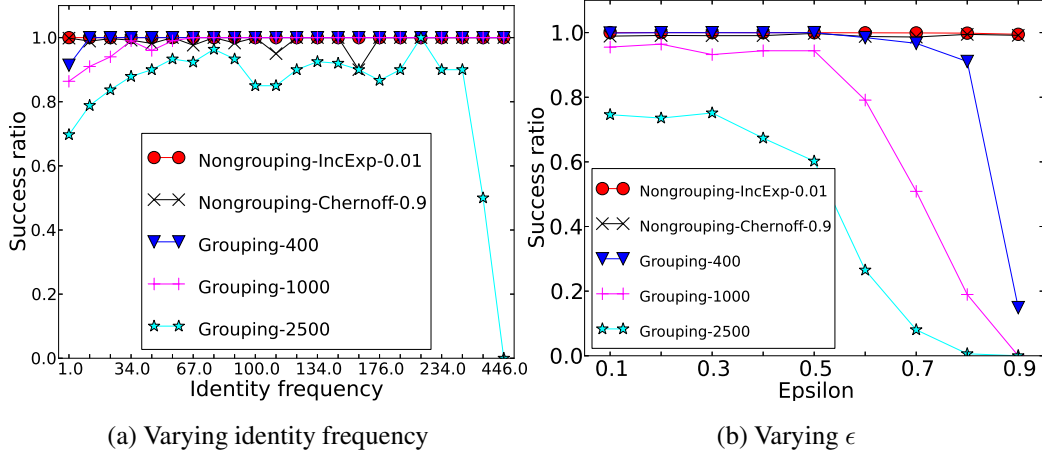 Success ratio
1.0
0.8
0.6
0.4
0.2
0.0
Nongrouping-IncExp-0.01
Nongrouping-Chernoff-0.9
Grouping-400
Grouping-1000
Grouping-2500
1.0 34.0 67.0 100.0 134.0 176.0 234.0 446.0
Identity frequency
(a) Varying identity frequency
Success ratio
1.0
0.8
0.6
0.4
0.2
0.0
Nongrouping-IncExp-0.01
Nongrouping-Chernoff-0.9
Grouping-400
Grouping-1000
Grouping-2500
0.1 0.3 0.5 0.7 0.9
Epsilon
(b) Varying ϵ